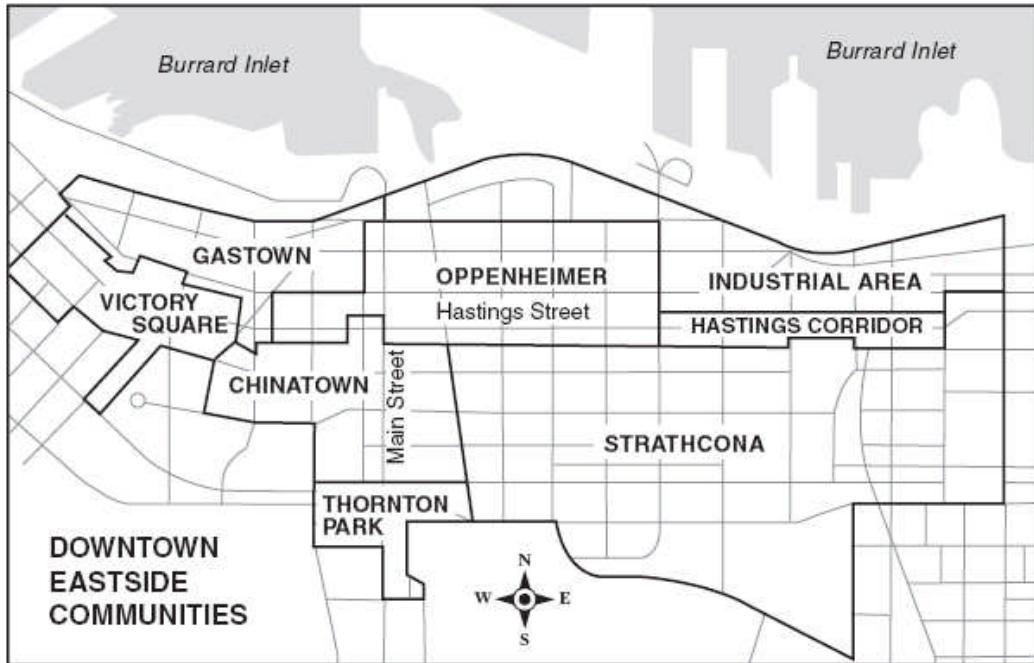 Burrard Inlet
Burrard Inlet
GASTOWN
OPPENHEIMER
INDUSTRIAL AREA
VICTORY
SQUARE
Hastings Street
HASTINGS CORRIDOR
CHINATOWN
Main Street
STRATHCONA
THORNTON
PARK
DOWNTOWN
EASTSIDE
COMMUNITIES
N
W
E
S